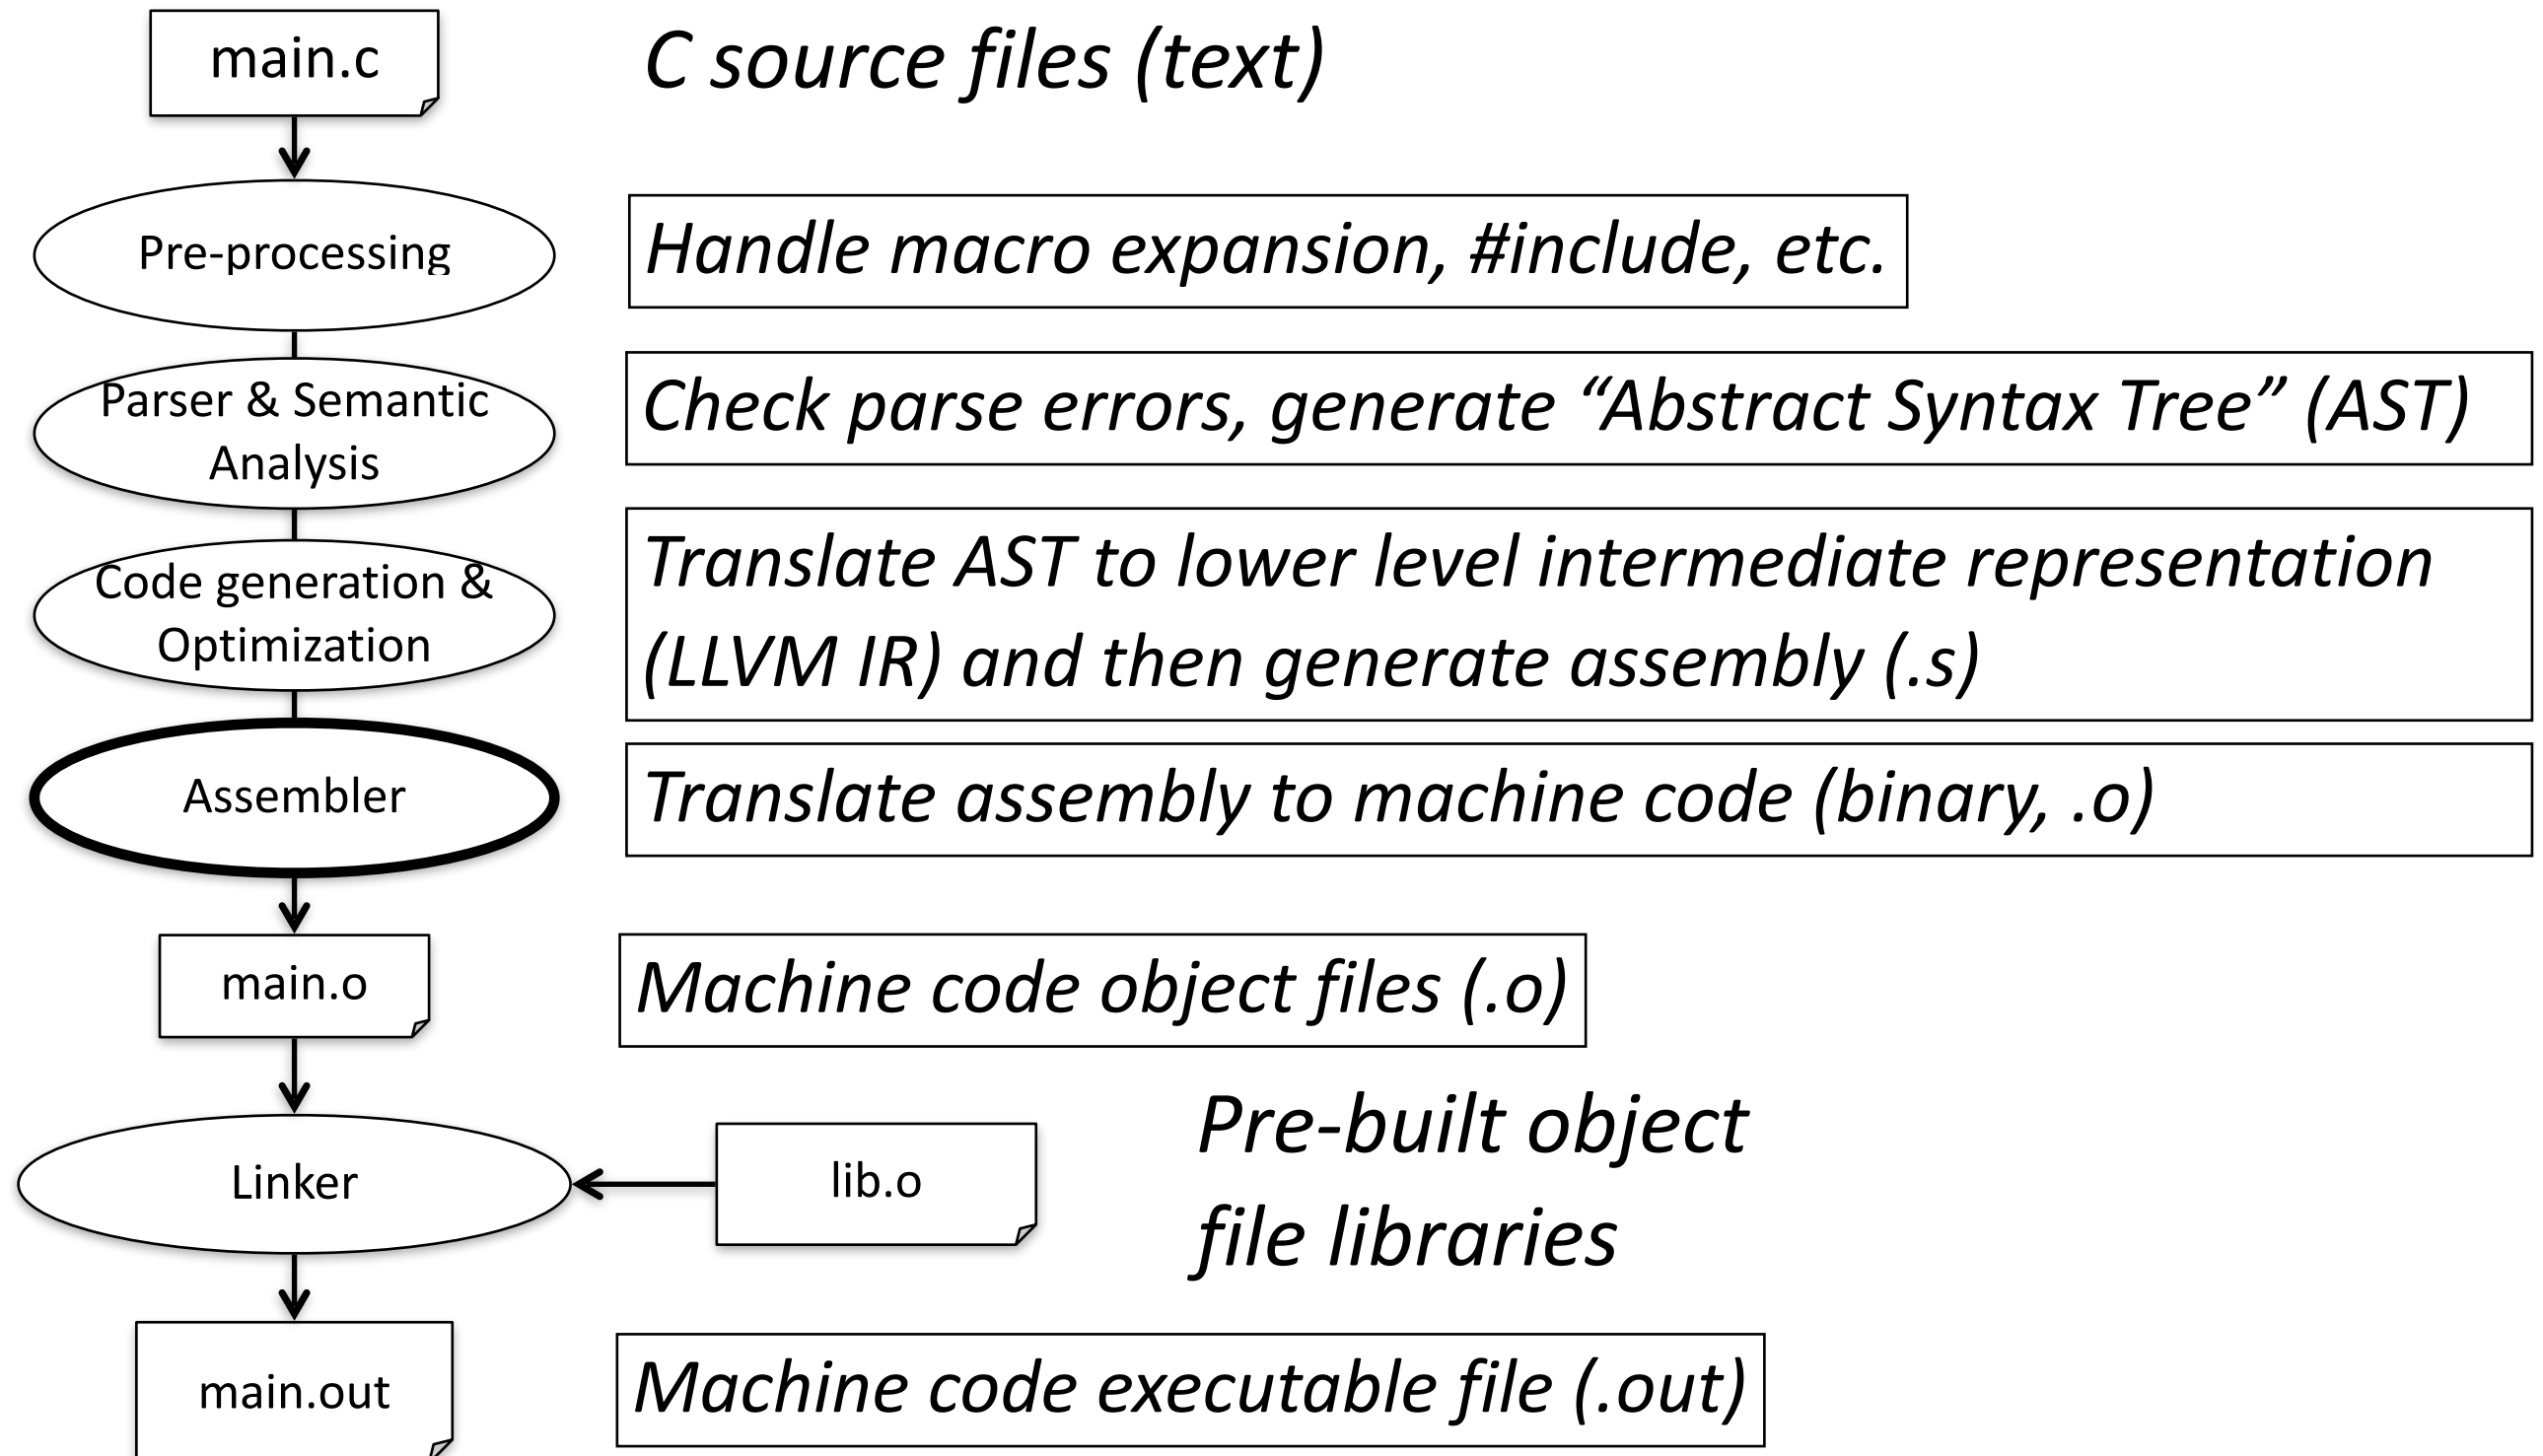 main.c
C source files (text)
Pre-processing
Handle macro expansion, #include, etc.
Parser & Semantic
Analysis
Check parse errors, generate “Abstract Syntax Tree” (AST)
Code generation &
Optimization
Translate AST to lower level intermediate representation
(LLVM IR) and then generate assembly (.s)
Assembler
Translate assembly to machine code (binary, .o)
main.o
Machine code object files (.o)
Linker
lib.o
Pre-built object
file libraries
main.out
Machine code executable file (.out)